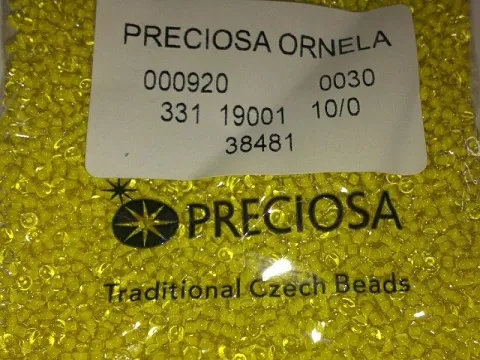 PRECIOSA ORNELA
000920 0030
331 19001 10/0
38481
PRECIOSA
Traditional Czech Beads